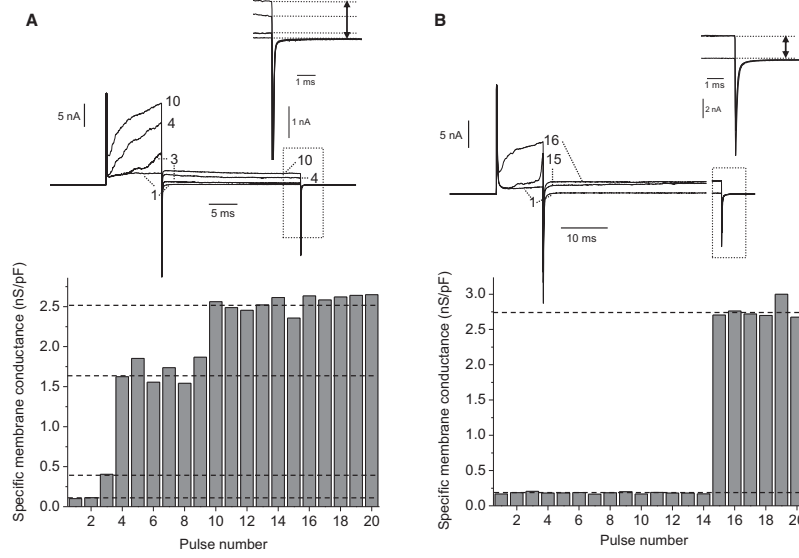 A
1 ms
1 nA
5 nA
10
4
3
1
10
4
5 ms
Specific membrane conductance (nS/pF)
2.5
2.0
1.5
1.0
0.5
0.0
2 4 6 8 10 12 14 16 18 20
Pulse number
B
1 ms
2 nA
5 nA
16
15
1
10 ms
Specific membrane conductance (nS/pF)
3.0
2.5
2.0
1.5
1.0
0.5
0.0
2 4 6 8 10 12 14 16 18 20
Pulse number